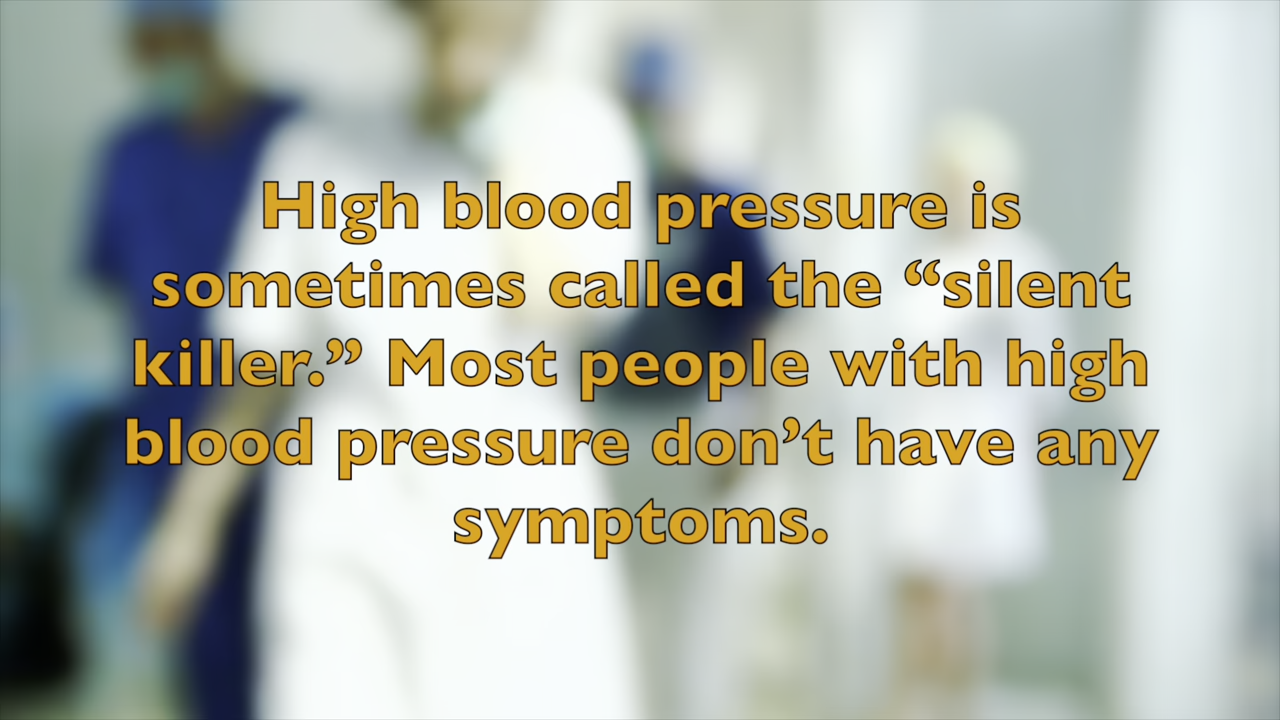 High blood pressure is
sometimes called the “silent
killer.” Most people with high
blood pressure don’t have any
symptoms.